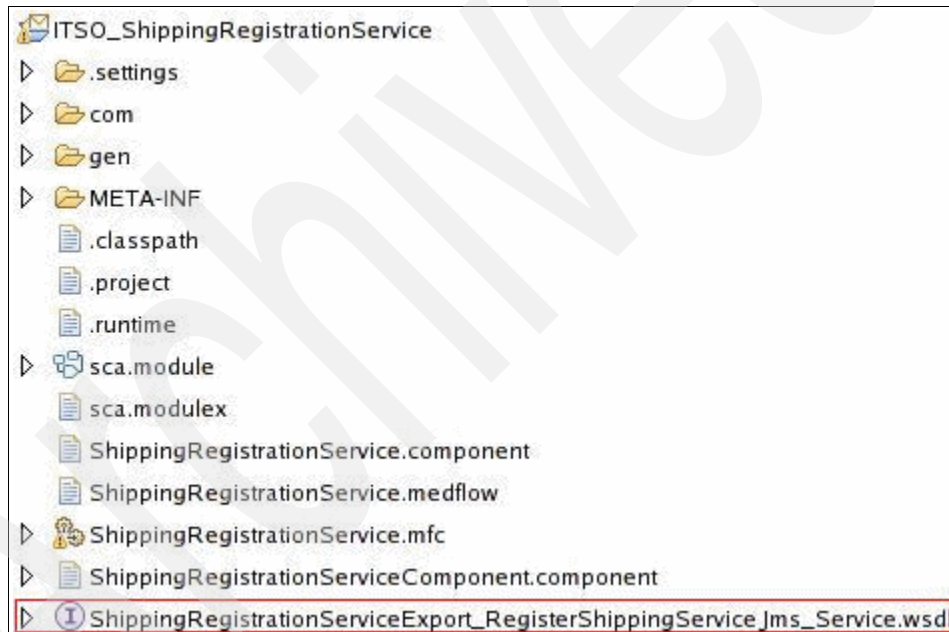 ITSO_ShippingRegistrationService
.settings
com
gen
META-INF
.classpath
.project
.runtime
sca.module
sca.modulex
ShippingRegistrationService.component
ShippingRegistrationService.medflow
ShippingRegistrationService.mfc
ShippingRegistrationServiceComponent.component
ShippingRegistrationServiceExport_RegisterShippingServiceJms_Service.wsd